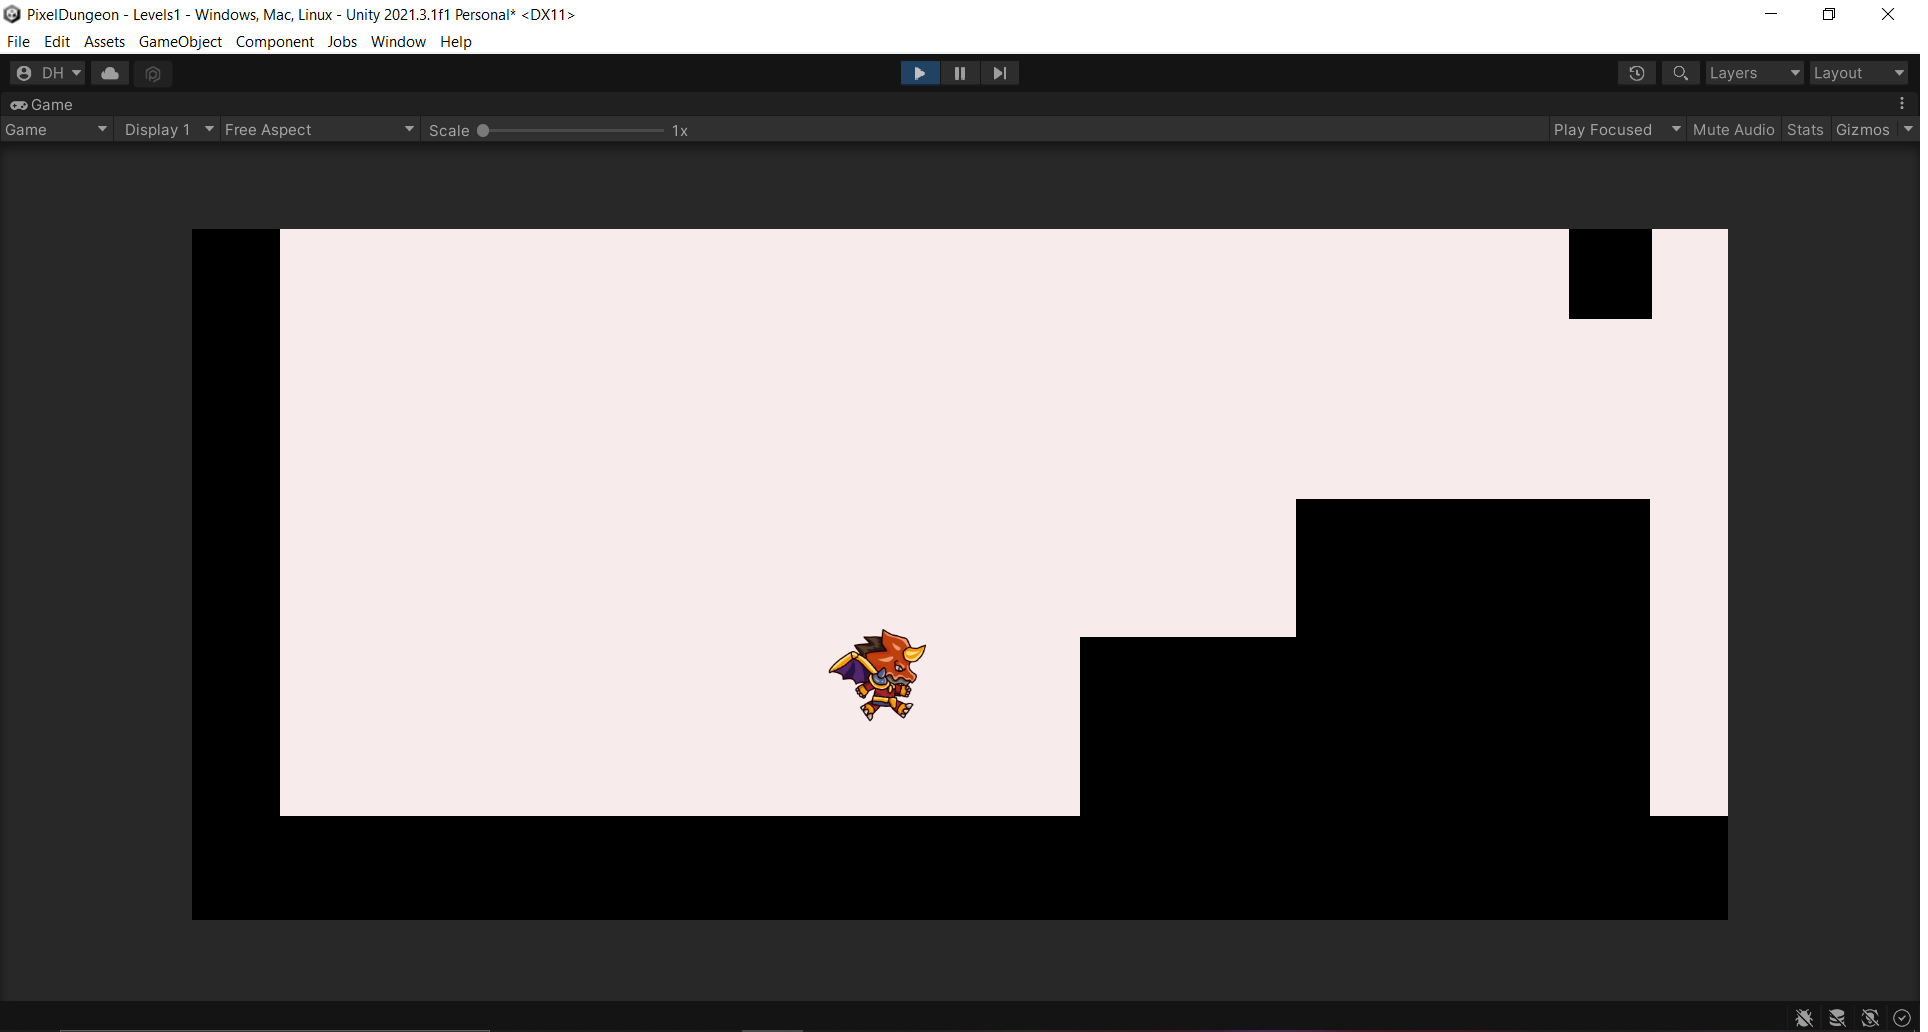 PixelDungeon - Levels1 - Windows, Mac, Linux - Unity 2021.3.1f1 Personal* <DX11>
File Edit Assets GameObject Component Jobs Window Help
DH Layers Layout
Game
Game Display 1 Free Aspect Scale 1x Play Focused Mute Audio Stats Gizmos